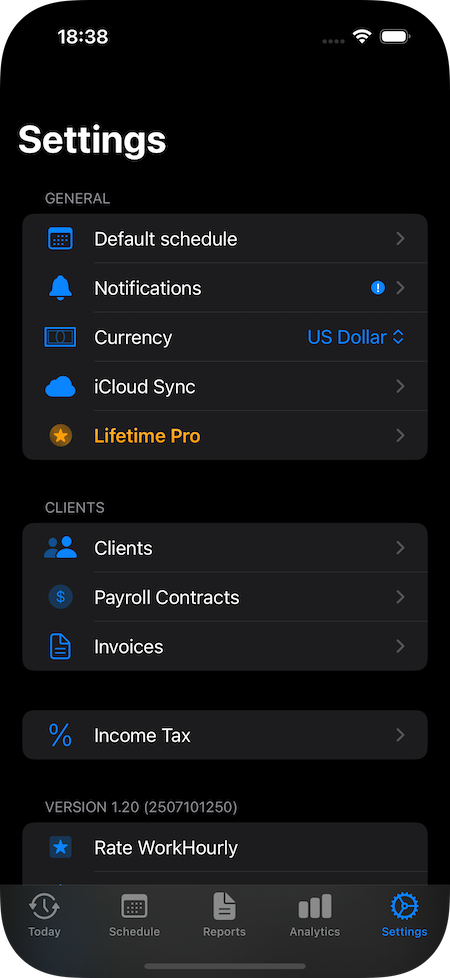 18:38
Settings
GENERAL
Default schedule
Notifications
Currency US Dollar
iCloud Sync
Lifetime Pro
CLIENTS
Clients
$ Payroll Contracts
Invoices
% Income Tax
VERSION 1.20 (2507101250)
Rate WorkHourly
Today Schedule Reports Analytics Settings